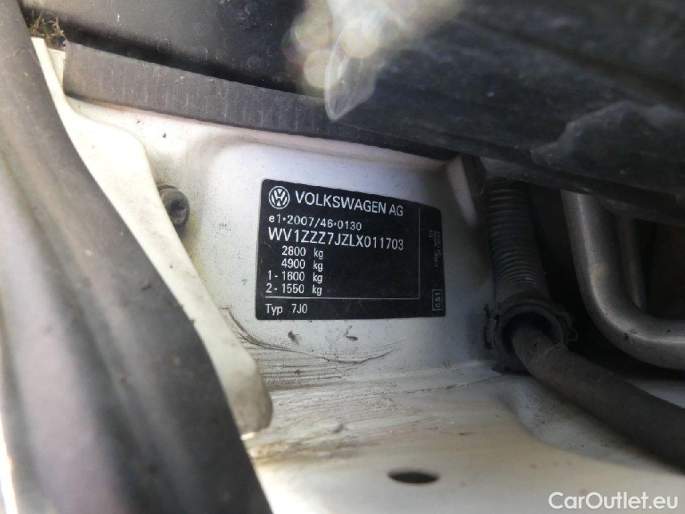 VOLKSWAGEN AG
e1*2007/46*0130
WV1ZZZ7JZLX011703
2800 kg
4900 kg
1 - 1600 kg
2 - 1550 kg
Typ 7J0
CarOutlet.eu